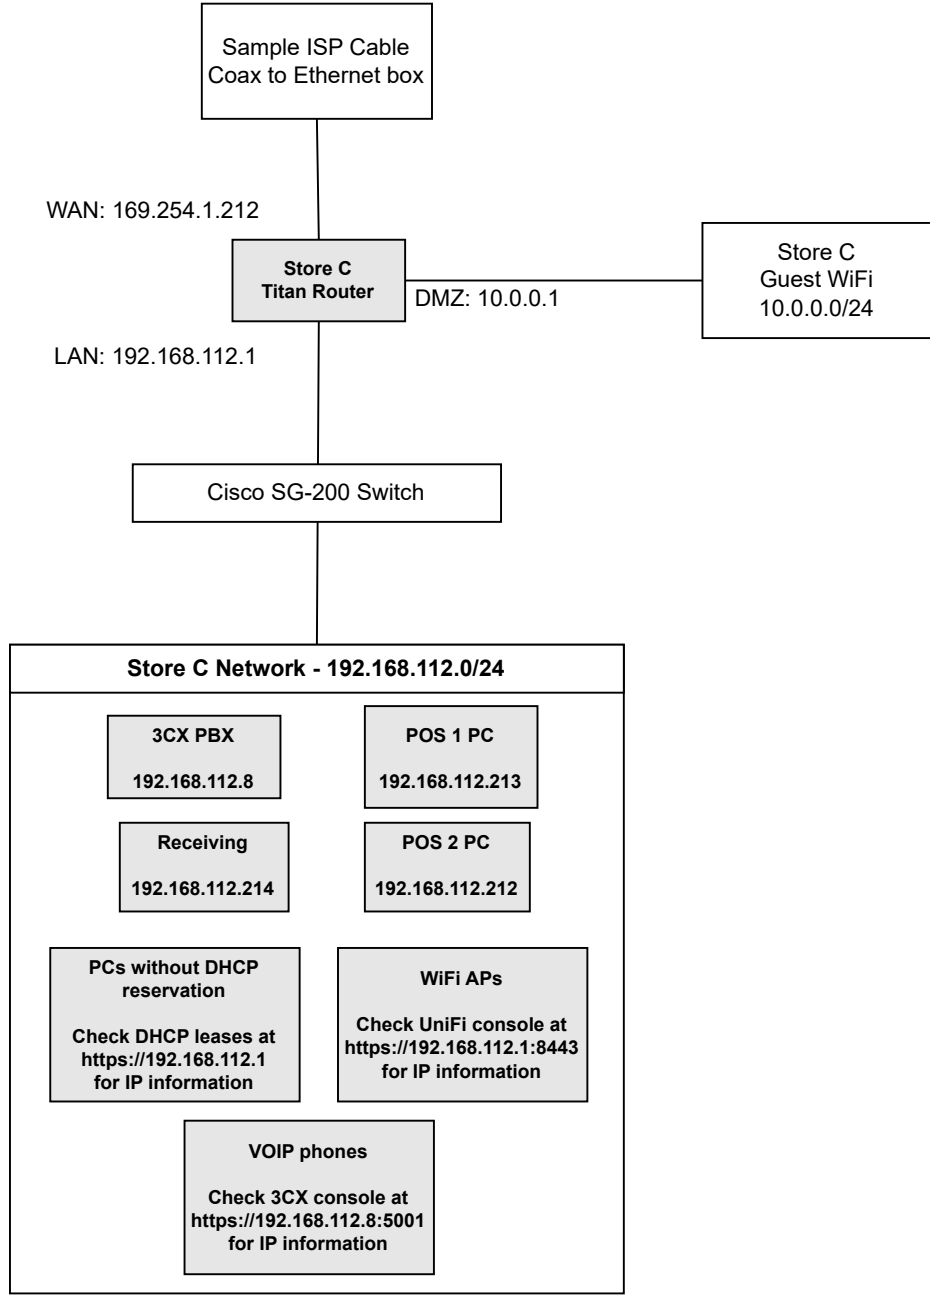 Sample ISP Cable
Coax to Ethernet box
WAN: 169.254.1.212
Store C
Titan Router
DMZ: 10.0.0.1
Store C
Guest WiFi
10.0.0.0/24
LAN: 192.168.112.1
Cisco SG-200 Switch
Store C Network - 192.168.112.0/24
3CX PBX
192.168.112.8
POS 1 PC
192.168.112.213
Receiving
192.168.112.214
POS 2 PC
192.168.112.212
PCs without DHCP
reservation
Check DHCP leases at
https://192.168.112.1
for IP information
WiFi APs
Check UniFi console at
https://192.168.112.1:8443
for IP information
VOIP phones
Check 3CX console at
https://192.168.112.8:5001
for IP information